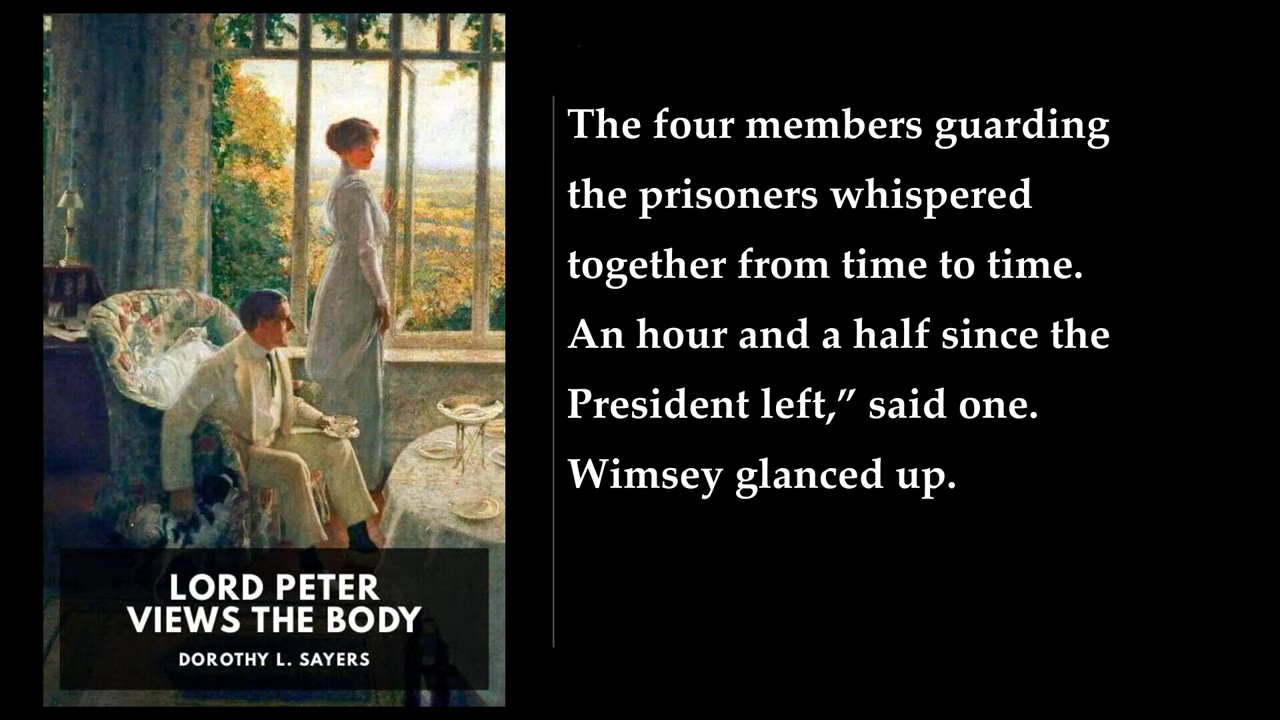 LORD PETER
VIEWS THE BODY
DOROTHY L. SAYERS
The four members guarding
the prisoners whispered
together from time to time.
An hour and a half since the
President left,” said one.
Wimsey glanced up.